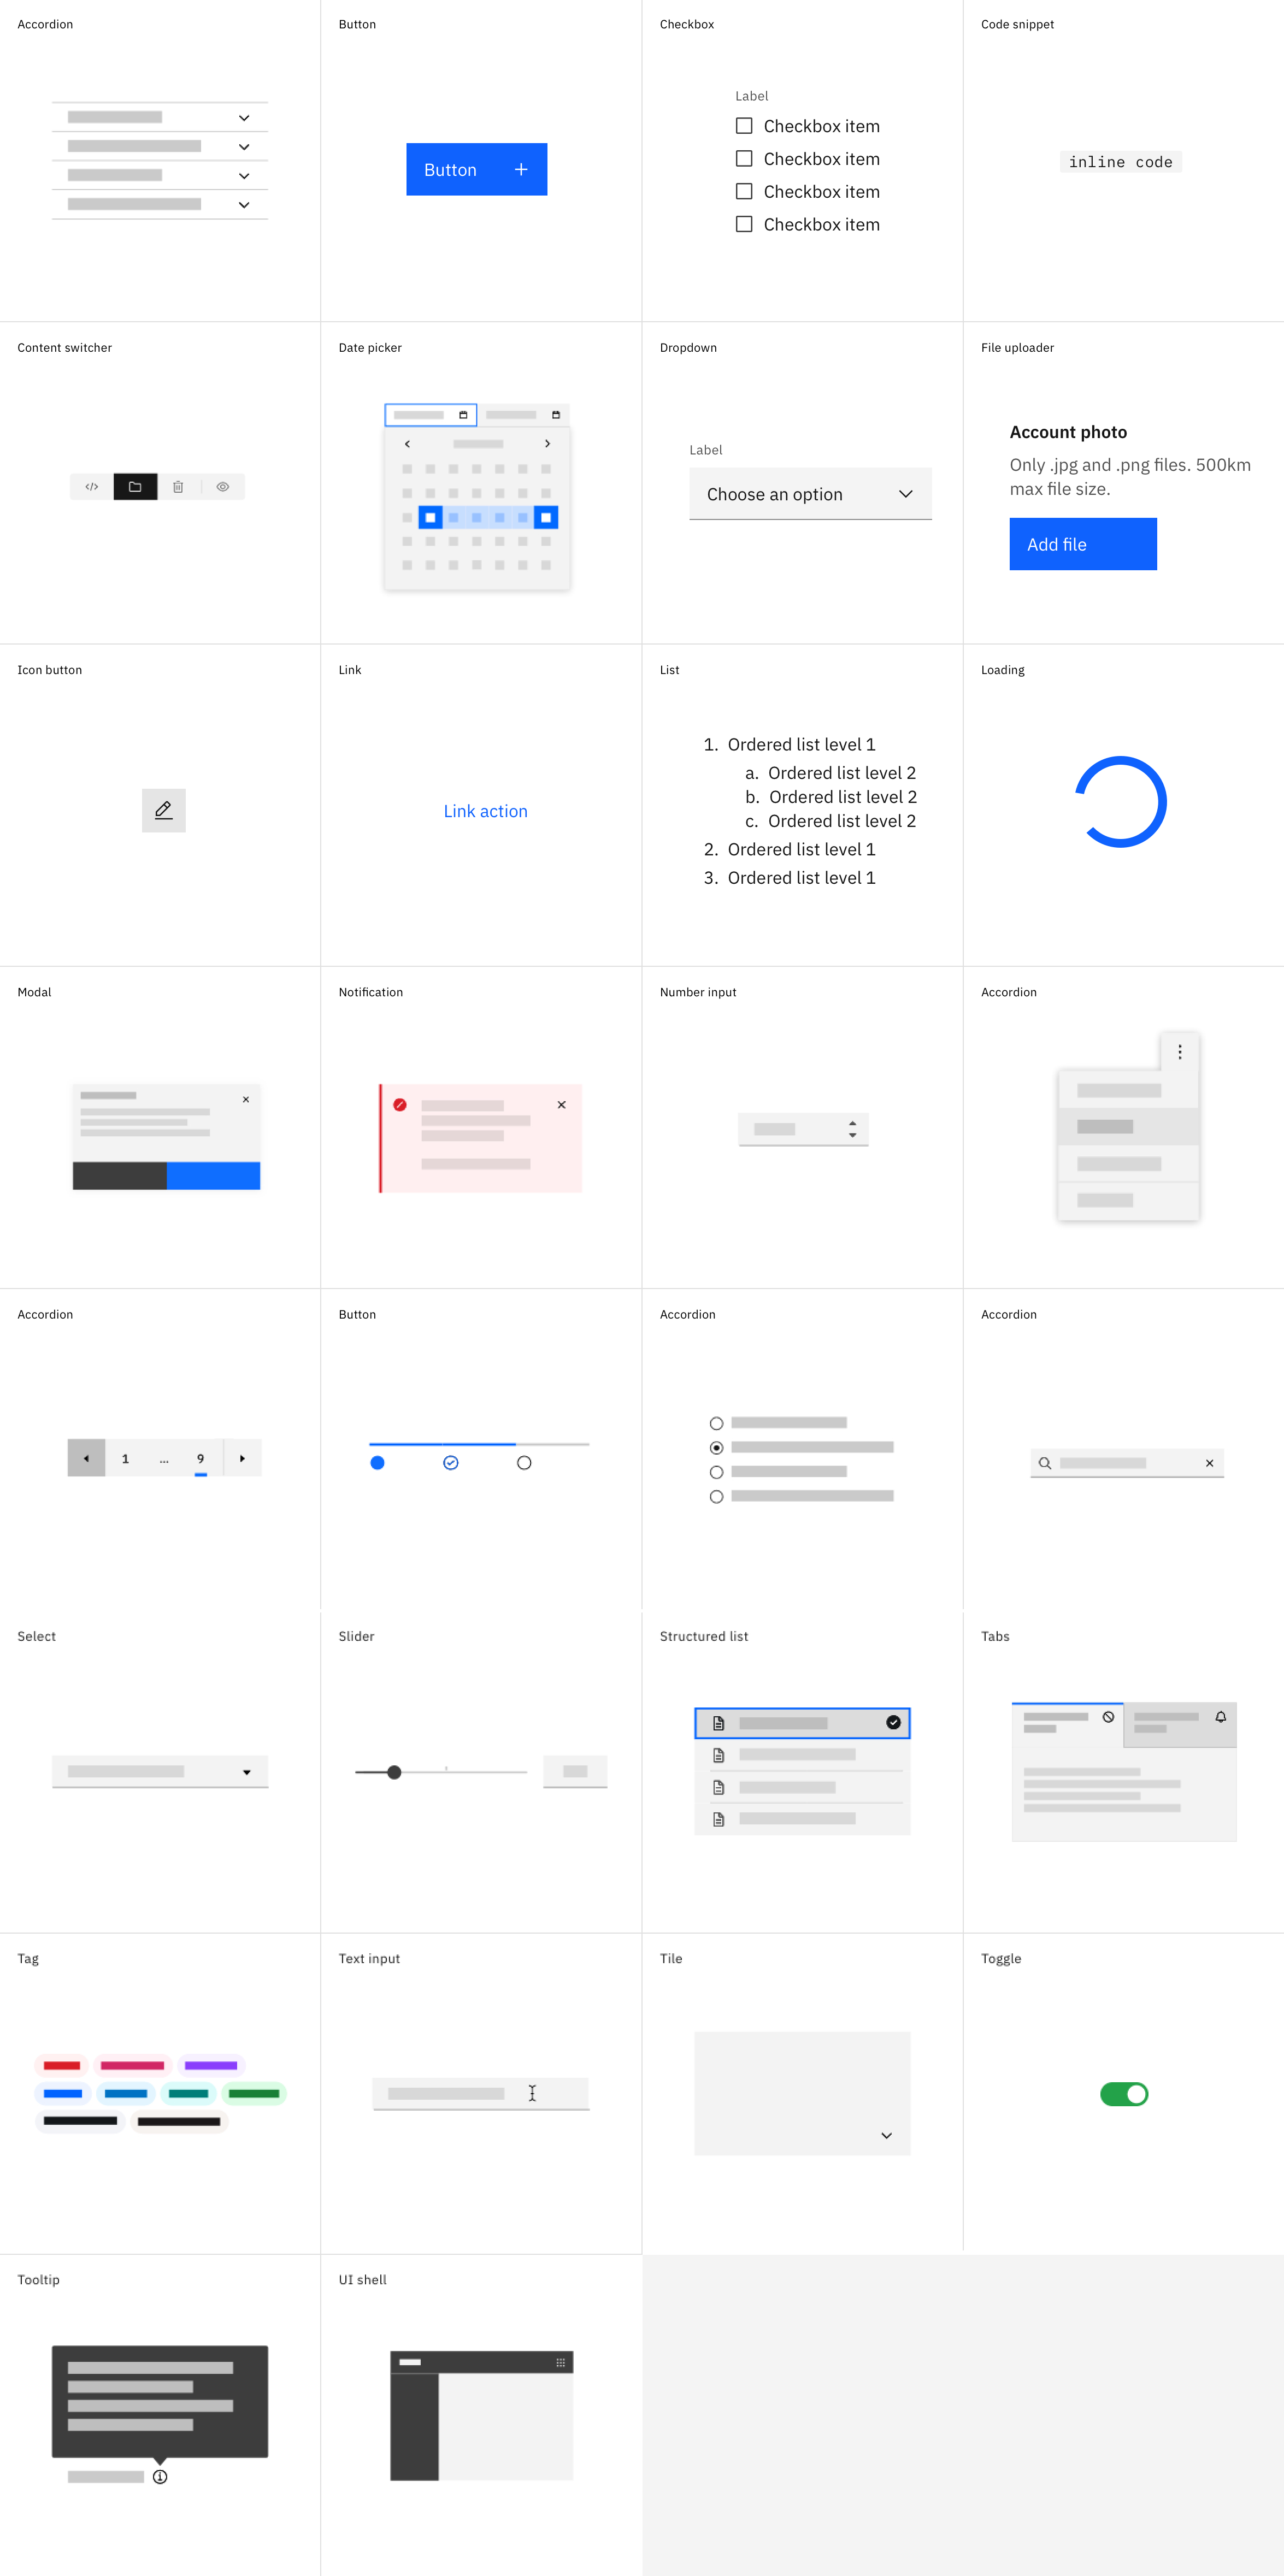 Accordion
Button
Checkbox
Code snippet
Button
Label
Checkbox item
Checkbox item
Checkbox item
Checkbox item
inline code
Content switcher
Date picker
Dropdown
File uploader
</>
Label
Choose an option
Account photo
Only .jpg and .png files. 500km
max file size.
Add file
Icon button
Link
List
Loading
Link action
1. Ordered list level 1
a. Ordered list level 2
b. Ordered list level 2
c. Ordered list level 2
2. Ordered list level 1
3. Ordered list level 1
Modal
Notification
Number input
Accordion
Accordion
Button
Accordion
Accordion
1 ... 9
Select
Slider
Structured list
Tabs
Tag
Text input
Tile
Toggle
Tooltip
UI shell